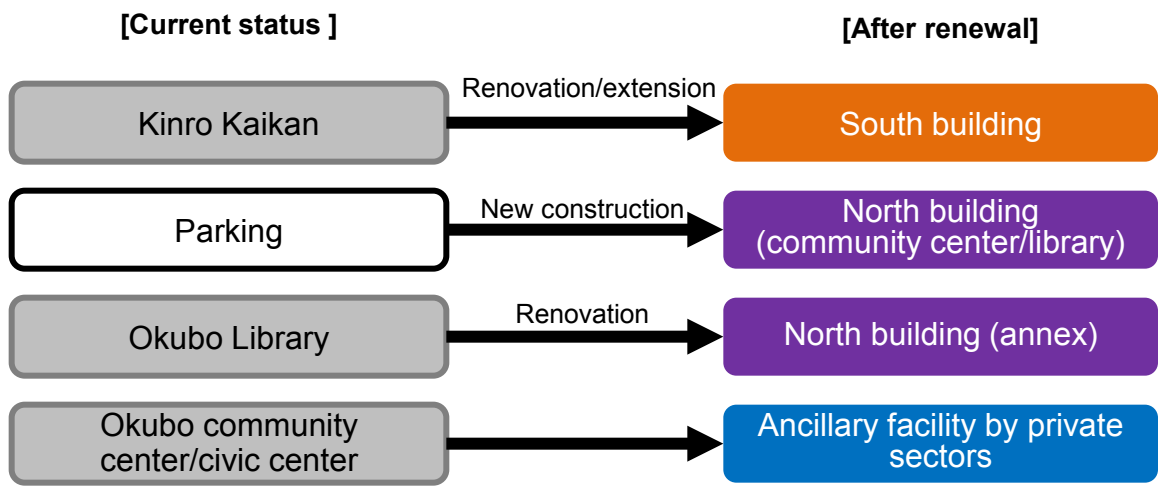 [Current status ]
[After renewal]
Kinro Kaikan
Renovation/extension
South building
Parking
New construction
North building
(community center/library)
Okubo Library
Renovation
North building (annex)
Okubo community
center/civic center
Ancillary facility by private
sectors